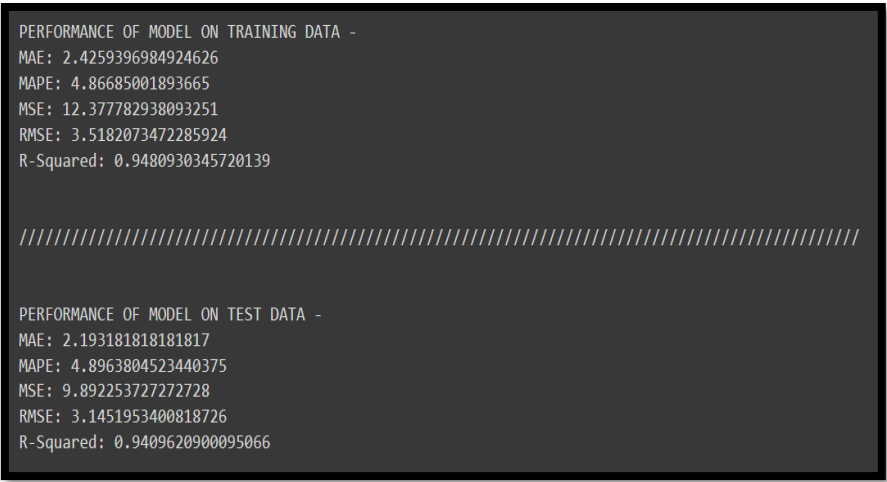 PERFORMANCE OF MODEL ON TRAINING DATA -
MAE: 2.4259396984924626
MAPE: 4.86685001893665
MSE: 12.377782938093251
RMSE: 3.5182073472285924
R-Squared: 0.9480930345720139
////////////////////////////////////////////////////////////////////////////////////////////////////
PERFORMANCE OF MODEL ON TEST DATA -
MAE: 2.193181818181817
MAPE: 4.8963804523440375
MSE: 9.892253727272728
RMSE: 3.1451953400818726
R-Squared: 0.9409620900095066